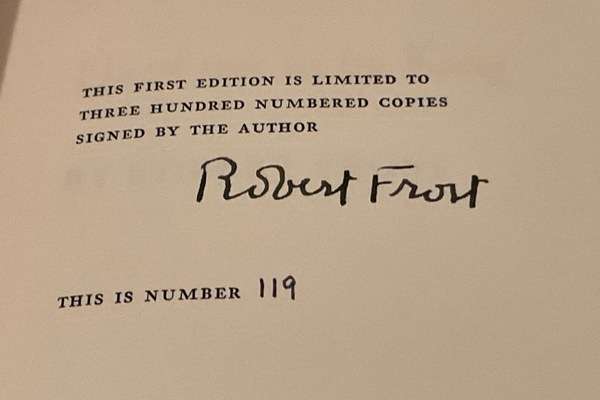 THIS FIRST EDITION IS LIMITED TO
THREE HUNDRED NUMBERED COPIES
SIGNED BY THE AUTHOR
Robert Frost
THIS IS NUMBER 119